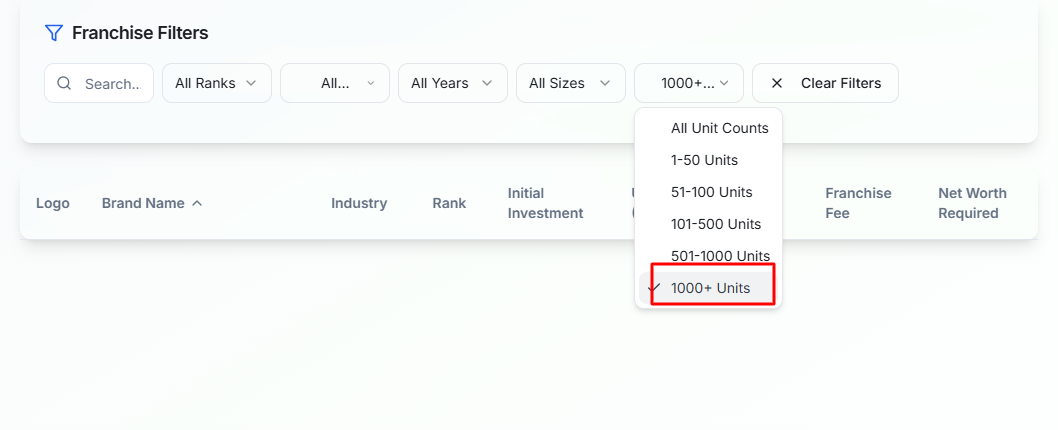 Franchise Filters
Search..
All Ranks
All...
All Years
All Sizes
1000+...
Clear Filters
All Unit Counts
1-50 Units
51-100 Units
101-500 Units
501-1000 Units
1000+ Units
Logo
Brand Name
Industry
Rank
Initial
Investment
Franchise
Fee
Net Worth
Required